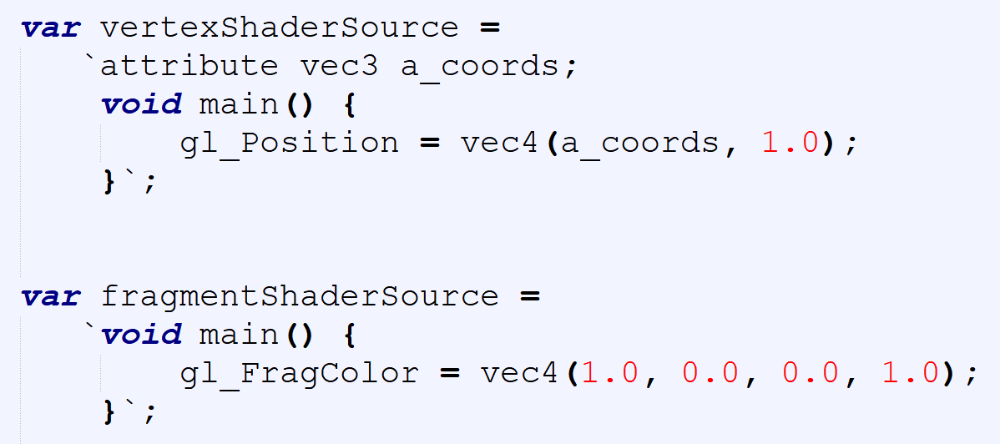 var vertexShaderSource =
`attribute vec3 a_coords;
void main() {
gl_Position = vec4(a_coords, 1.0);
}`;
var fragmentShaderSource =
`void main() {
gl_FragColor = vec4(1.0, 0.0, 0.0, 1.0);
}`;